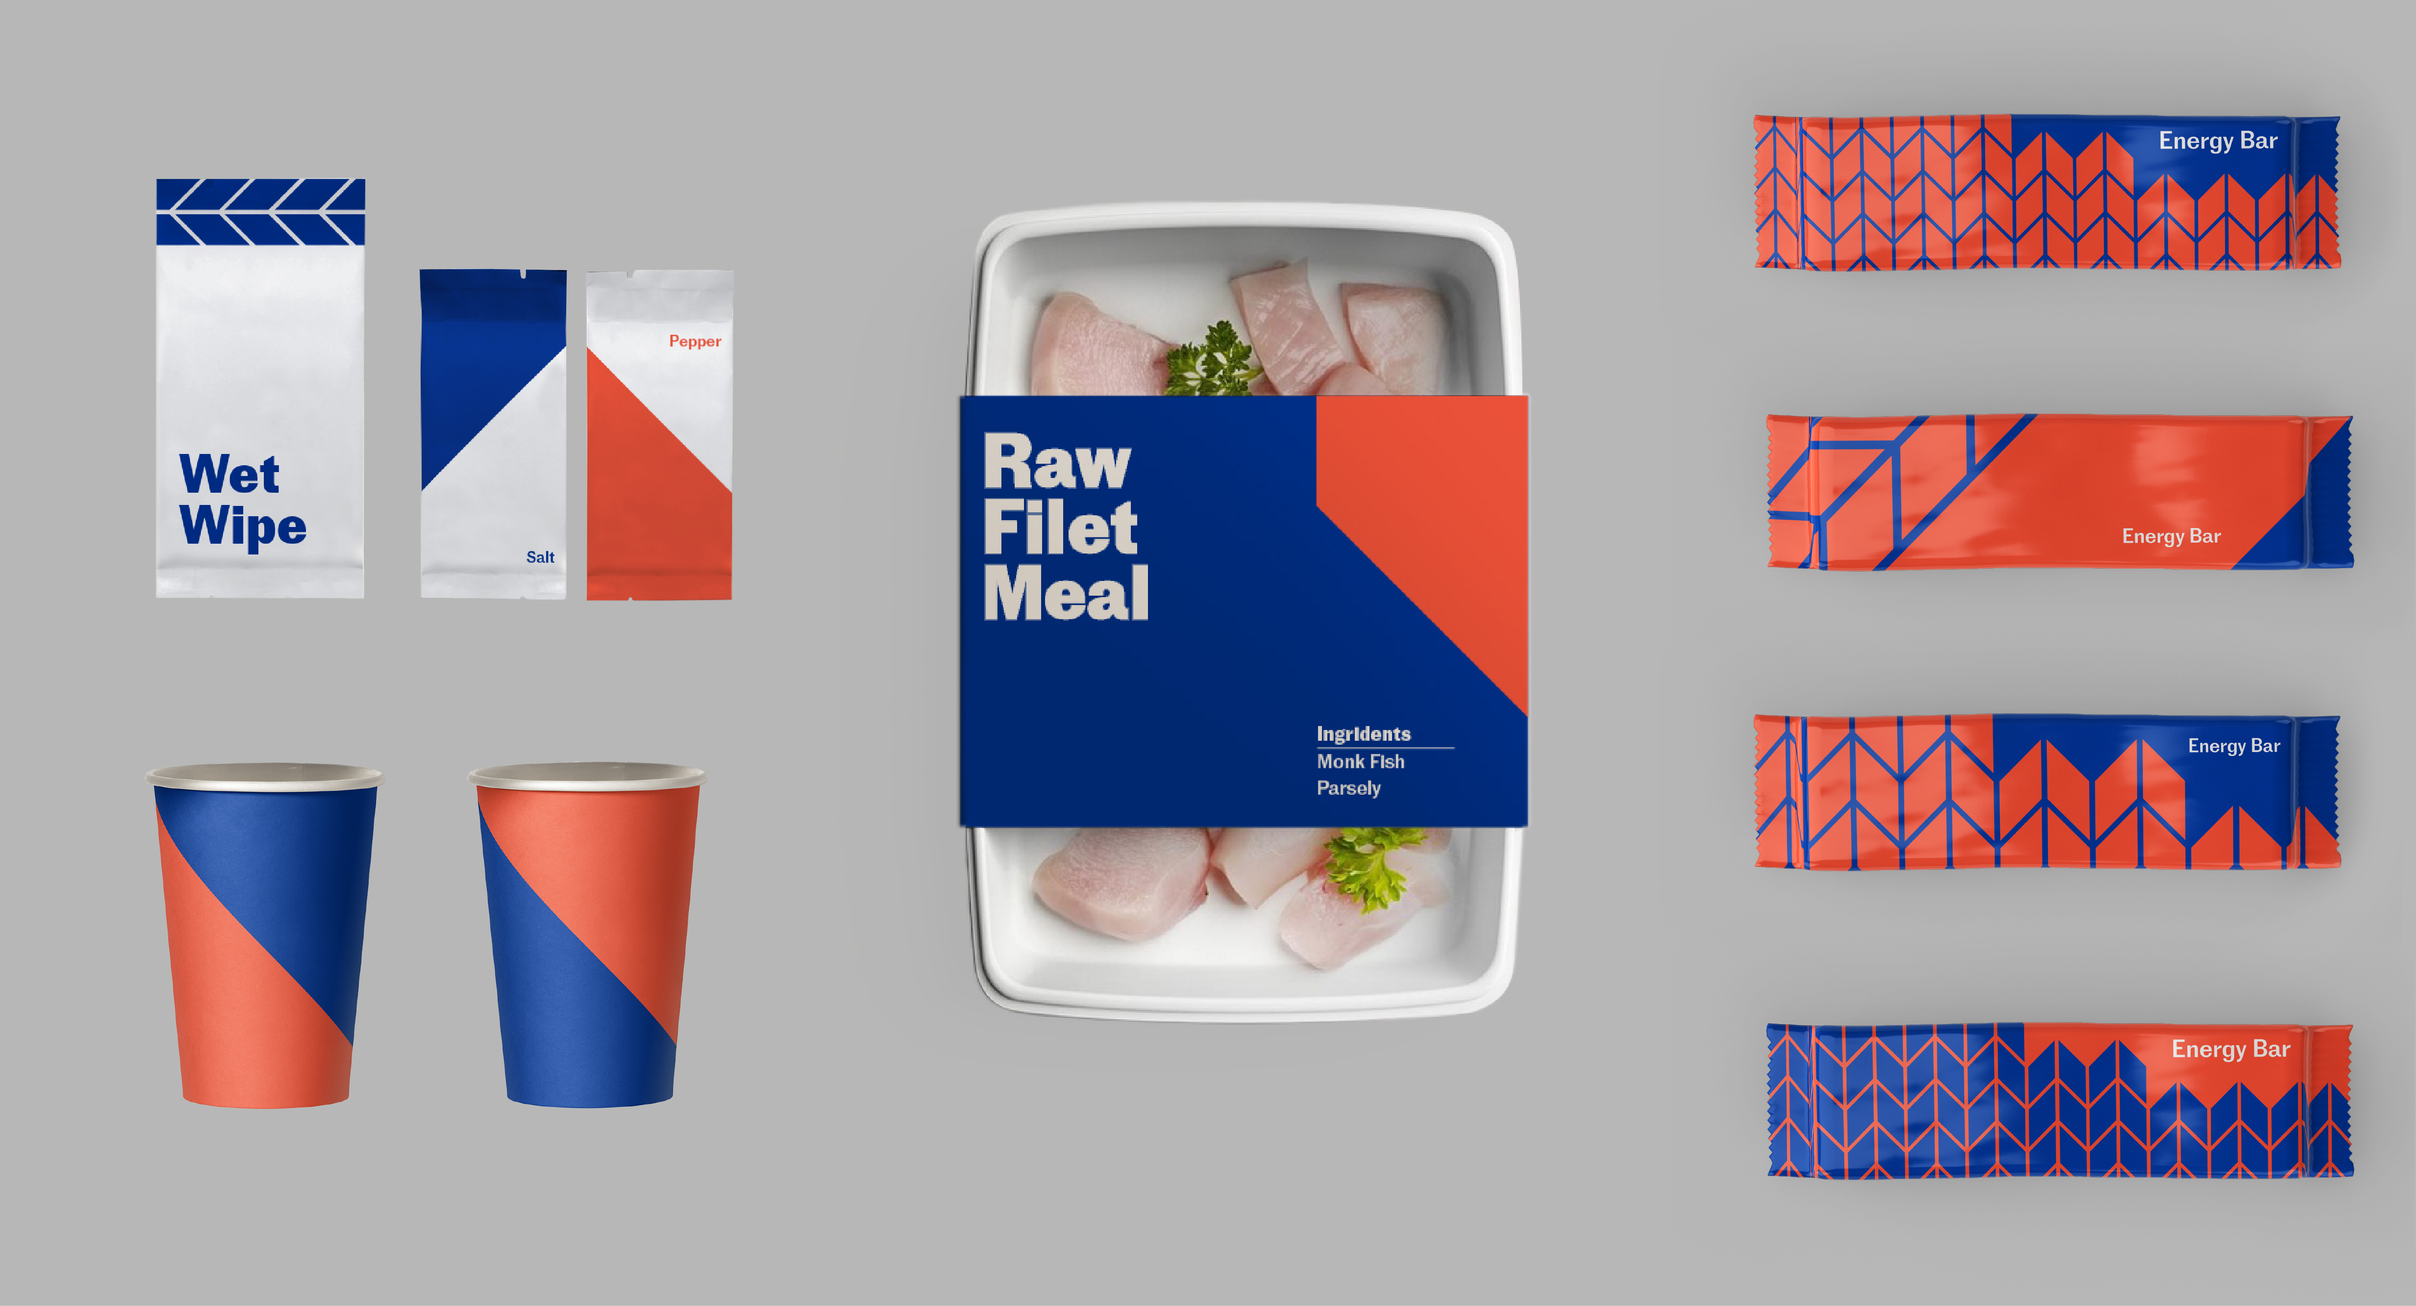 Wet
Wipe
Salt
Pepper
Raw
Filet
Meal
IngrIdents
Monk FIsh
Parsely
Energy Bar
Energy Bar
Energy Bar
Energy Bar